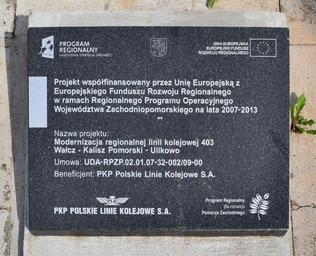 PROGRAM
REGIONALNY
NARODOWA STRATEGIA SPÓJNOŚCI
UNIA EUROPEJSKA
EUROPEJSKI FUNDUSZ
ROZWOJU REGIONALNEGO
Projekt współfinansowany przez Unię Europejską z
Europejskiego Funduszu Rozwoju Regionalnego
w ramach Regionalnego Programu Operacyjnego
Województwa Zachodniopomorskiego na lata 2007-2013
**
Nazwa projektu:
Modernizacja regionalnej linii kolejowej 403
Wałcz - Kalisz Pomorski - Ulikowo
Umowa: UDA-RPZP.02.01.07-32-002/09-00
Beneficjent: PKP Polskie Linie Kolejowe S.A.
PKP POLSKIE LINIE KOLEJOWE S.A.
Program Regionalny
dla rozwoju
Pomorza Zachodniego